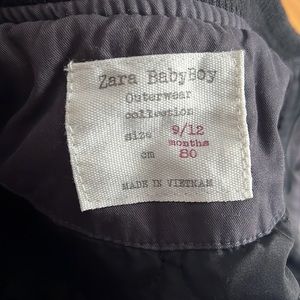 Zara BabyBoy
Outerwear
collection
size 9/12
months
cm 80
MADE IN VIETNAM